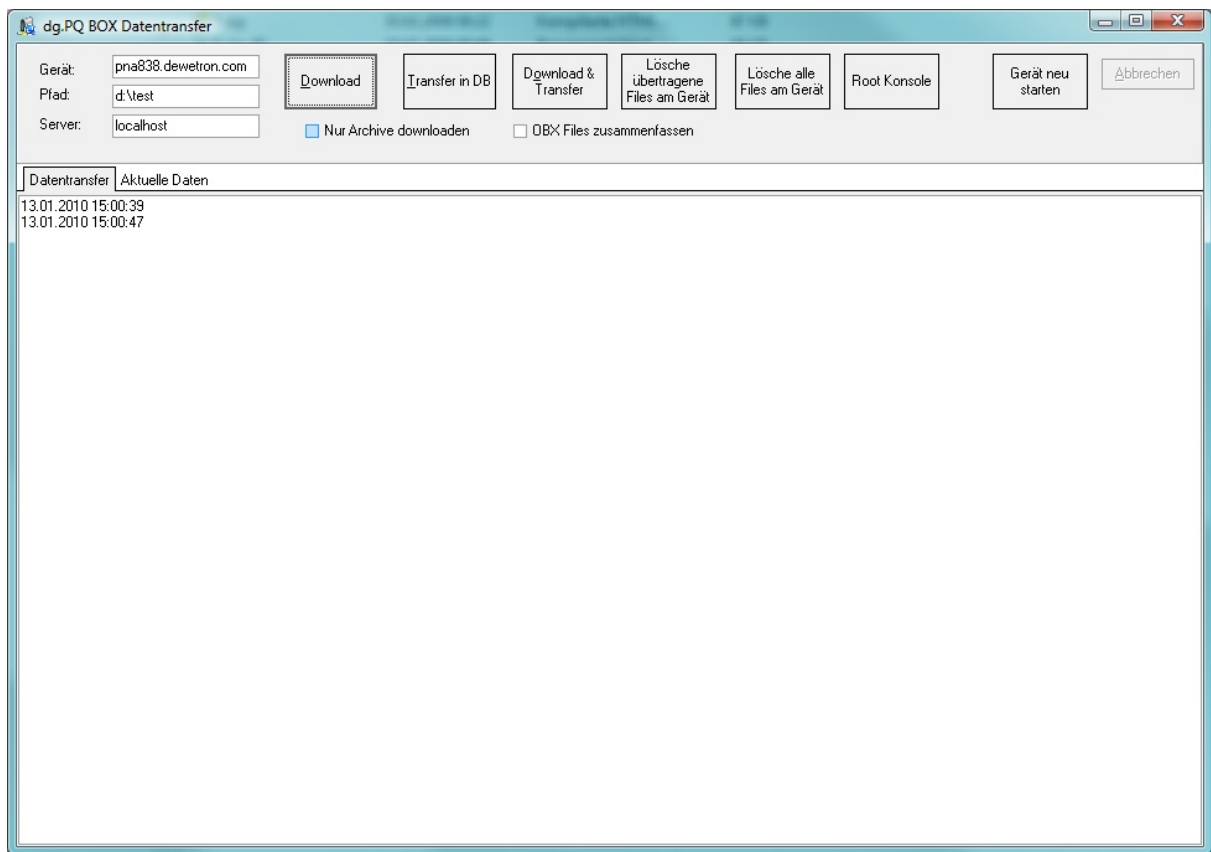 dg.PQ BOX Datentransfer
Gerät: pna838.dewetron.com
Pfad: d:\test
Server: localhost
Download
Transfer in DB
Download &
Transfer
Lösche
übertragene
Files am Gerät
Lösche alle
Files am Gerät
Root Konsole
Gerät neu
starten
Abbrechen
Nur Archive downloaden
OBX Files zusammenfassen
Datentransfer Aktuelle Daten
13.01.2010 15:00:39
13.01.2010 15:00:47